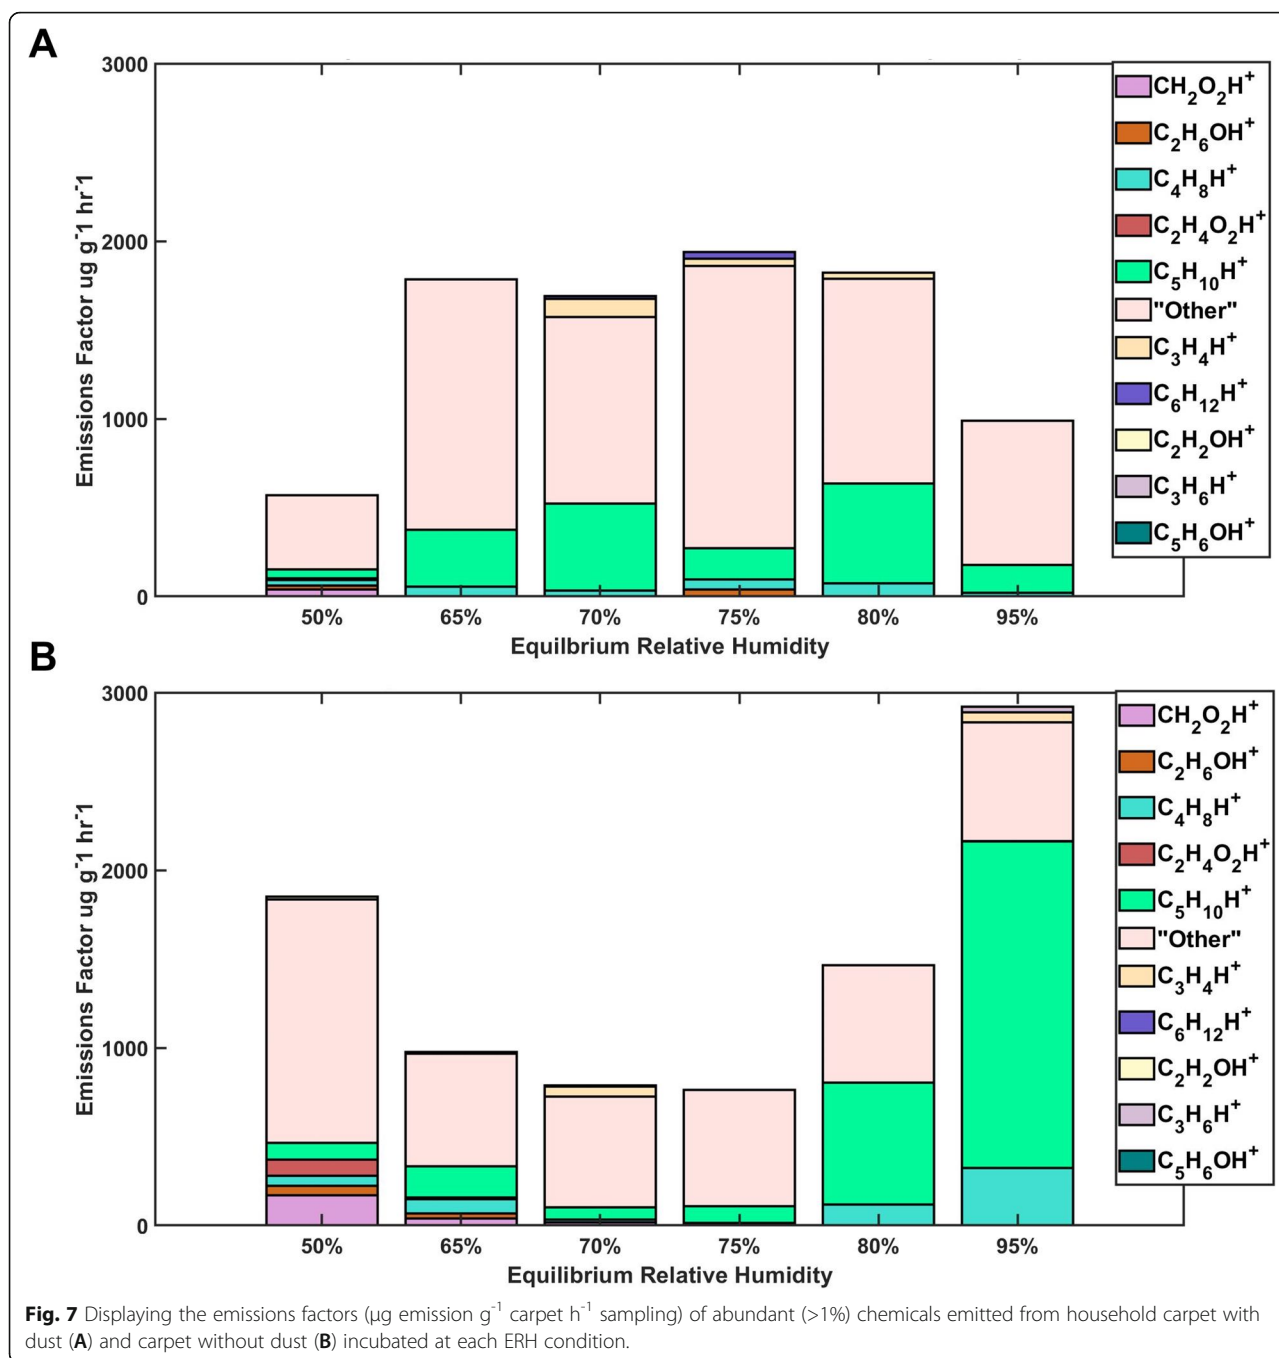 A
3000
2000
1000
0
Emissions Factor ug g⁻1 hr⁻1
50% 65% 70% 75% 80% 95%
Equilbrium Relative Humidity
CH₂O₂H⁺
C₂H₆OH⁺
C₄H₈H⁺
C₂H₄O₂H⁺
C₅H₁₀H⁺
"Other"
C₃H₄H⁺
C₆H₁₂H⁺
C₂H₂OH⁺
C₃H₆H⁺
C₅H₆OH⁺
B
3000
2000
1000
0
Emissions Factor ug g⁻1 hr⁻1
50% 65% 70% 75% 80% 95%
Equilibrium Relative Humidity
CH₂O₂H⁺
C₂H₆OH⁺
C₄H₈H⁺
C₂H₄O₂H⁺
C₅H₁₀H⁺
"Other"
C₃H₄H⁺
C₆H₁₂H⁺
C₂H₂OH⁺
C₃H₆H⁺
C₅H₆OH⁺
Fig. 7 Displaying the emissions factors (μg emission g⁻¹ carpet h⁻¹ sampling) of abundant (>1%) chemicals emitted from household carpet with
dust (A) and carpet without dust (B) incubated at each ERH condition.